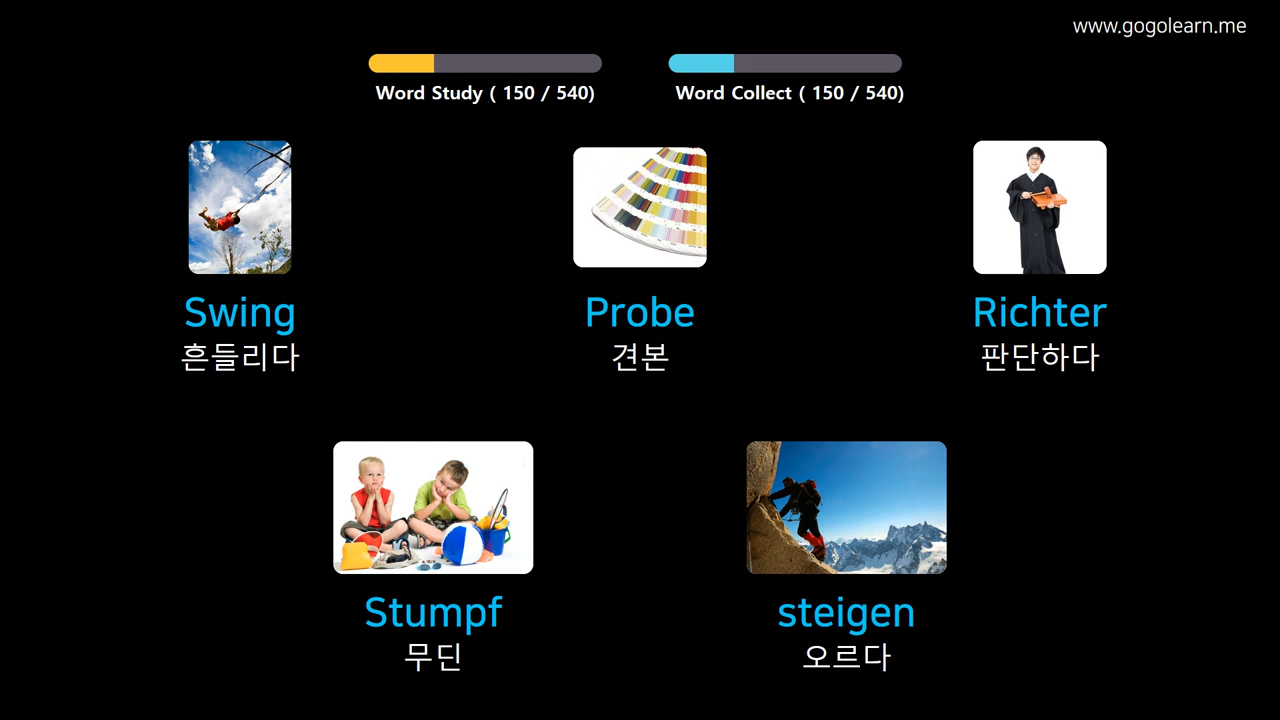 www.gogolearn.me
Word Study ( 150 / 540)
Word Collect ( 150 / 540)
Swing
흔들리다
Probe
견본
Richter
판단하다
Stumpf
무딘
steigen
오르다